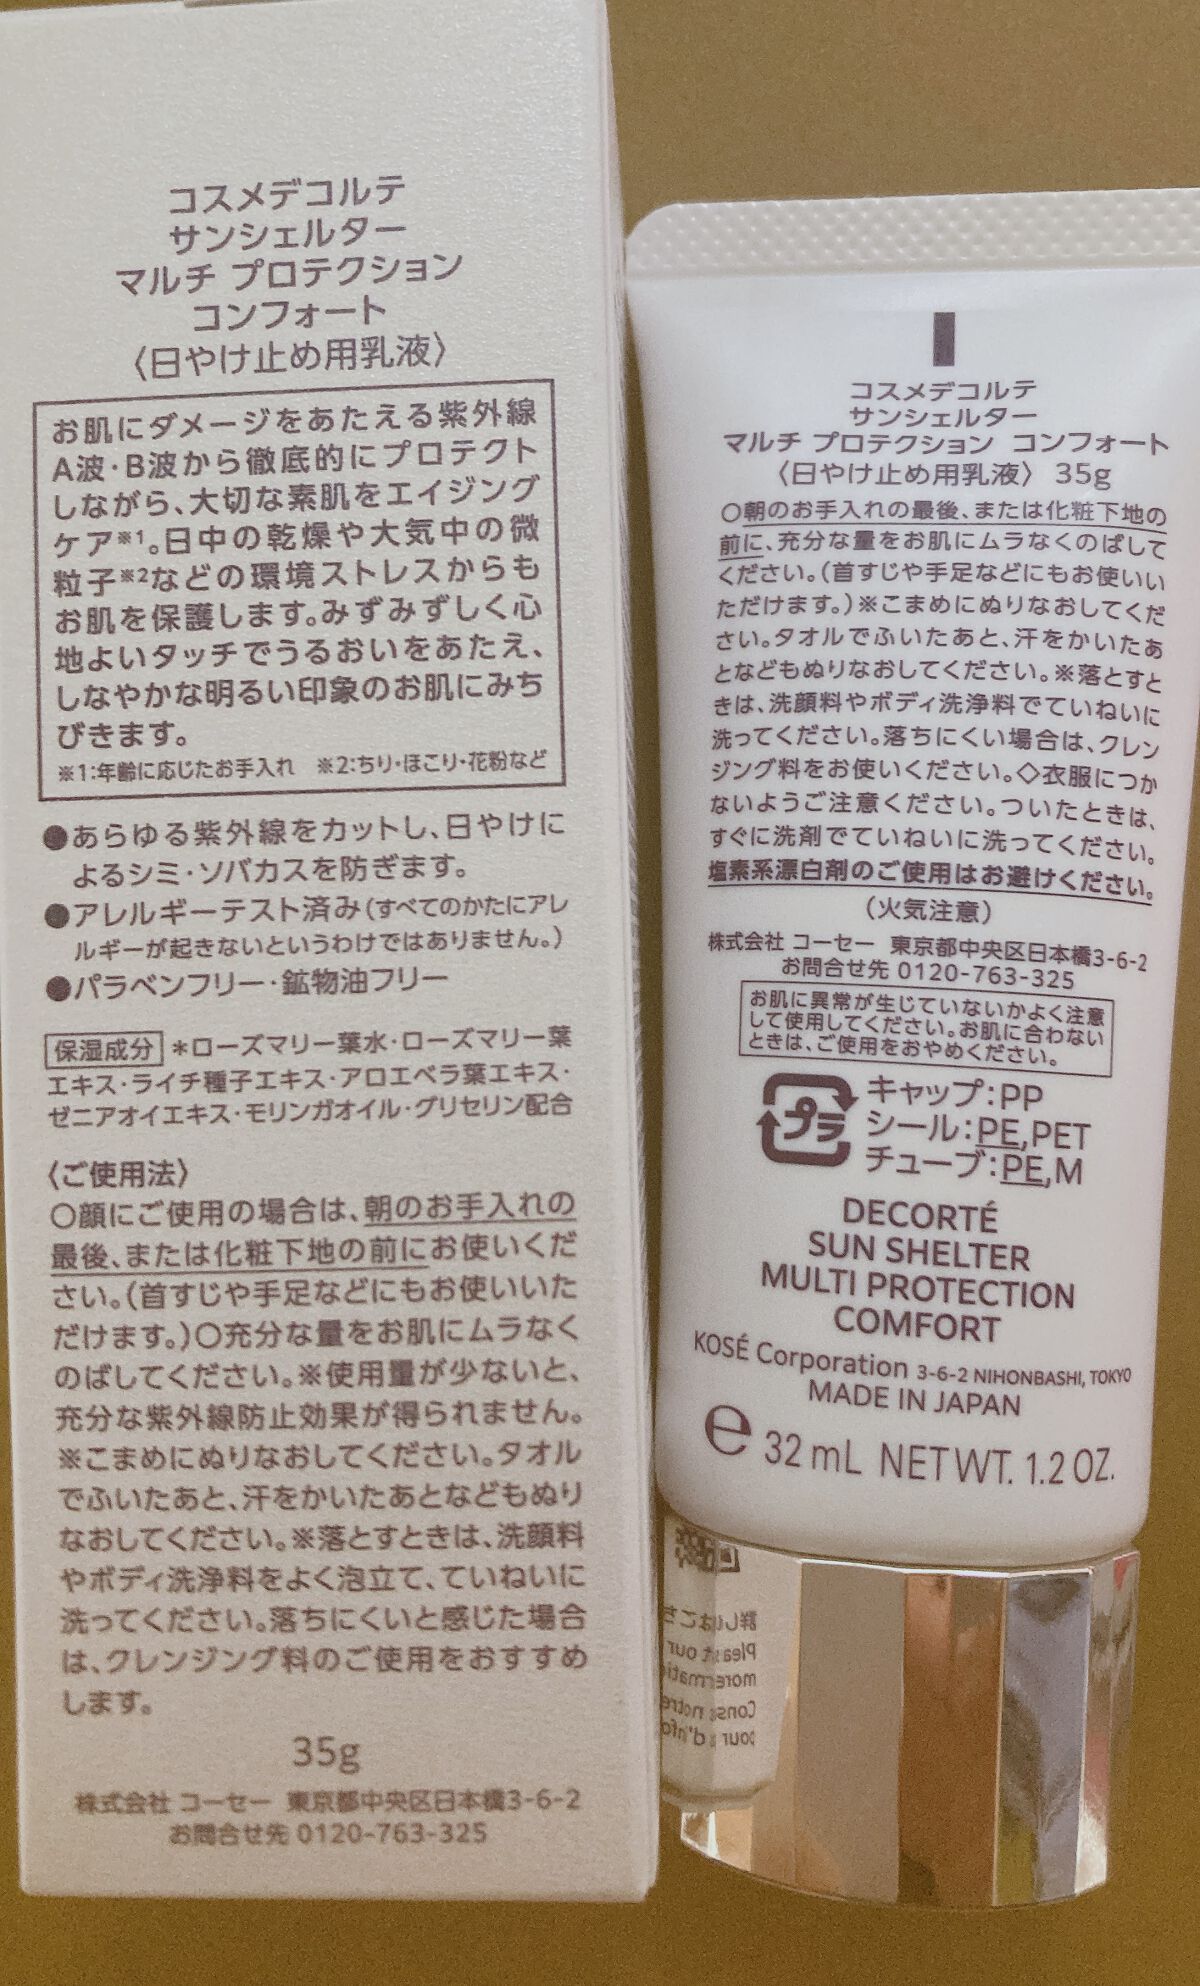 コスメデコルテ
サンシェルター
マルチ プロテクション
コンフォート
〈日やけ止め用乳液〉
お肌にダメージをあたえる紫外線
A波・B波から徹底的にプロテクト
しながら、大切な素肌をエイジング
ケア※1。日中の乾燥や大気中の微
粒子※2などの環境ストレスからも
お肌を保護します。みずみずしく心
地よいタッチでうるおいをあたえ、
しなやかな明るい印象のお肌にみち
びきます。
※1:年齢に応じたお手入れ ※2:ちり・ほこり・花粉など
●あらゆる紫外線をカットし、日やけに
よるシミ・ソバカスを防ぎます。
●アレルギーテスト済み(すべてのかたにアレ
ルギーが起きないというわけではありません。)
●パラベンフリー・鉱物油フリー
保湿成分 *ローズマリー葉水・ローズマリー葉
エキス・ライチ種子エキス・アロエベラ葉エキス・
ゼニアオイエキス・モリンガオイル・グリセリン配合
〈ご使用法〉
○顔にご使用の場合は、朝のお手入れの
最後、または化粧下地の前にお使いくだ
さい。(首すじや手足などにもお使いいた
だけます。)○充分な量をお肌にムラなく
のばしてください。※使用量が少ないと、
充分な紫外線防止効果が得られません。
※こまめにぬりなおしてください。タオル
でふいたあと、汗をかいたあとなどもぬり
なおしてください。※落とすときは、洗顔料
やボディ洗浄料をよく泡立て、ていねいに
洗ってください。落ちにくいと感じた場合
は、クレンジング料のご使用をおすすめ
します。
35g
株式会社 コーセー 東京都中央区日本橋3-6-2
お問合せ先 0120-763-325
コスメデコルテ
サンシェルター
マルチ プロテクション コンフォート
〈日やけ止め用乳液〉 35g
○朝のお手入れの最後、または化粧下地の
前に、充分な量をお肌にムラなくのばして
ください。(首すじや手足などにもお使いい
ただけます。)※こまめにぬりなおしてくだ
さい。タオルでふいたあと、汗をかいたあ
となどもぬりなおしてください。※落とすと
きは、洗顔料やボディ洗浄料でていねいに
洗ってください。落ちにくい場合は、クレン
ジング料をお使いください。◇衣服につか
ないようご注意ください。ついたときは、
すぐに洗剤でていねいに洗ってください。
塩素系漂白剤のご使用はお避けください。
(火気注意)
株式会社 コーセー 東京都中央区日本橋3-6-2
お問合せ先 0120-763-325
お肌に異常が生じていないかよく注意
して使用してください。お肌に合わない
ときは、ご使用をおやめください。
プラ
キャップ:PP
シール:PE,PET
チューブ:PE,M
DECORTÉ
SUN SHELTER
MULTI PROTECTION
COMFORT
KOSÉ Corporation 3-6-2 NIHONBASHI, TOKYO
MADE IN JAPAN
℮ 32 mL NET WT. 1.2 OZ.